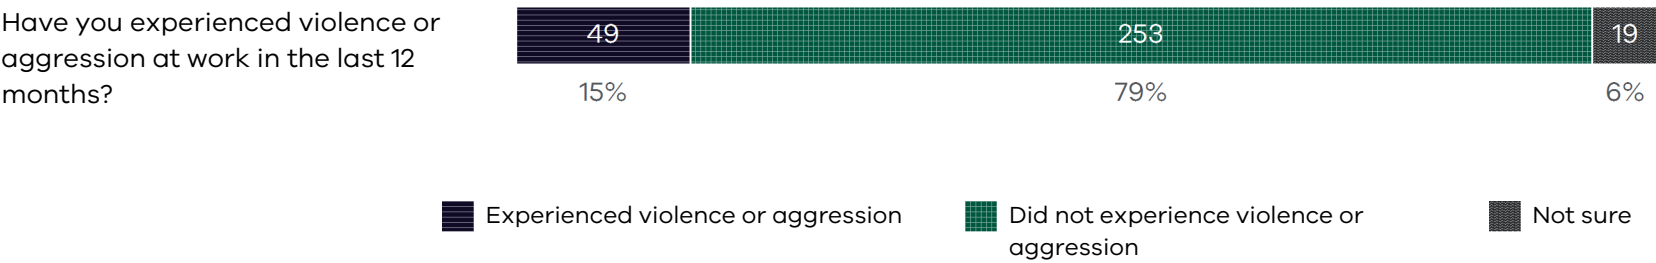 Have you experienced violence or
aggression at work in the last 12
months?
49
253
19
15%
79%
6%
Experienced violence or aggression
Did not experience violence or
aggression
Not sure